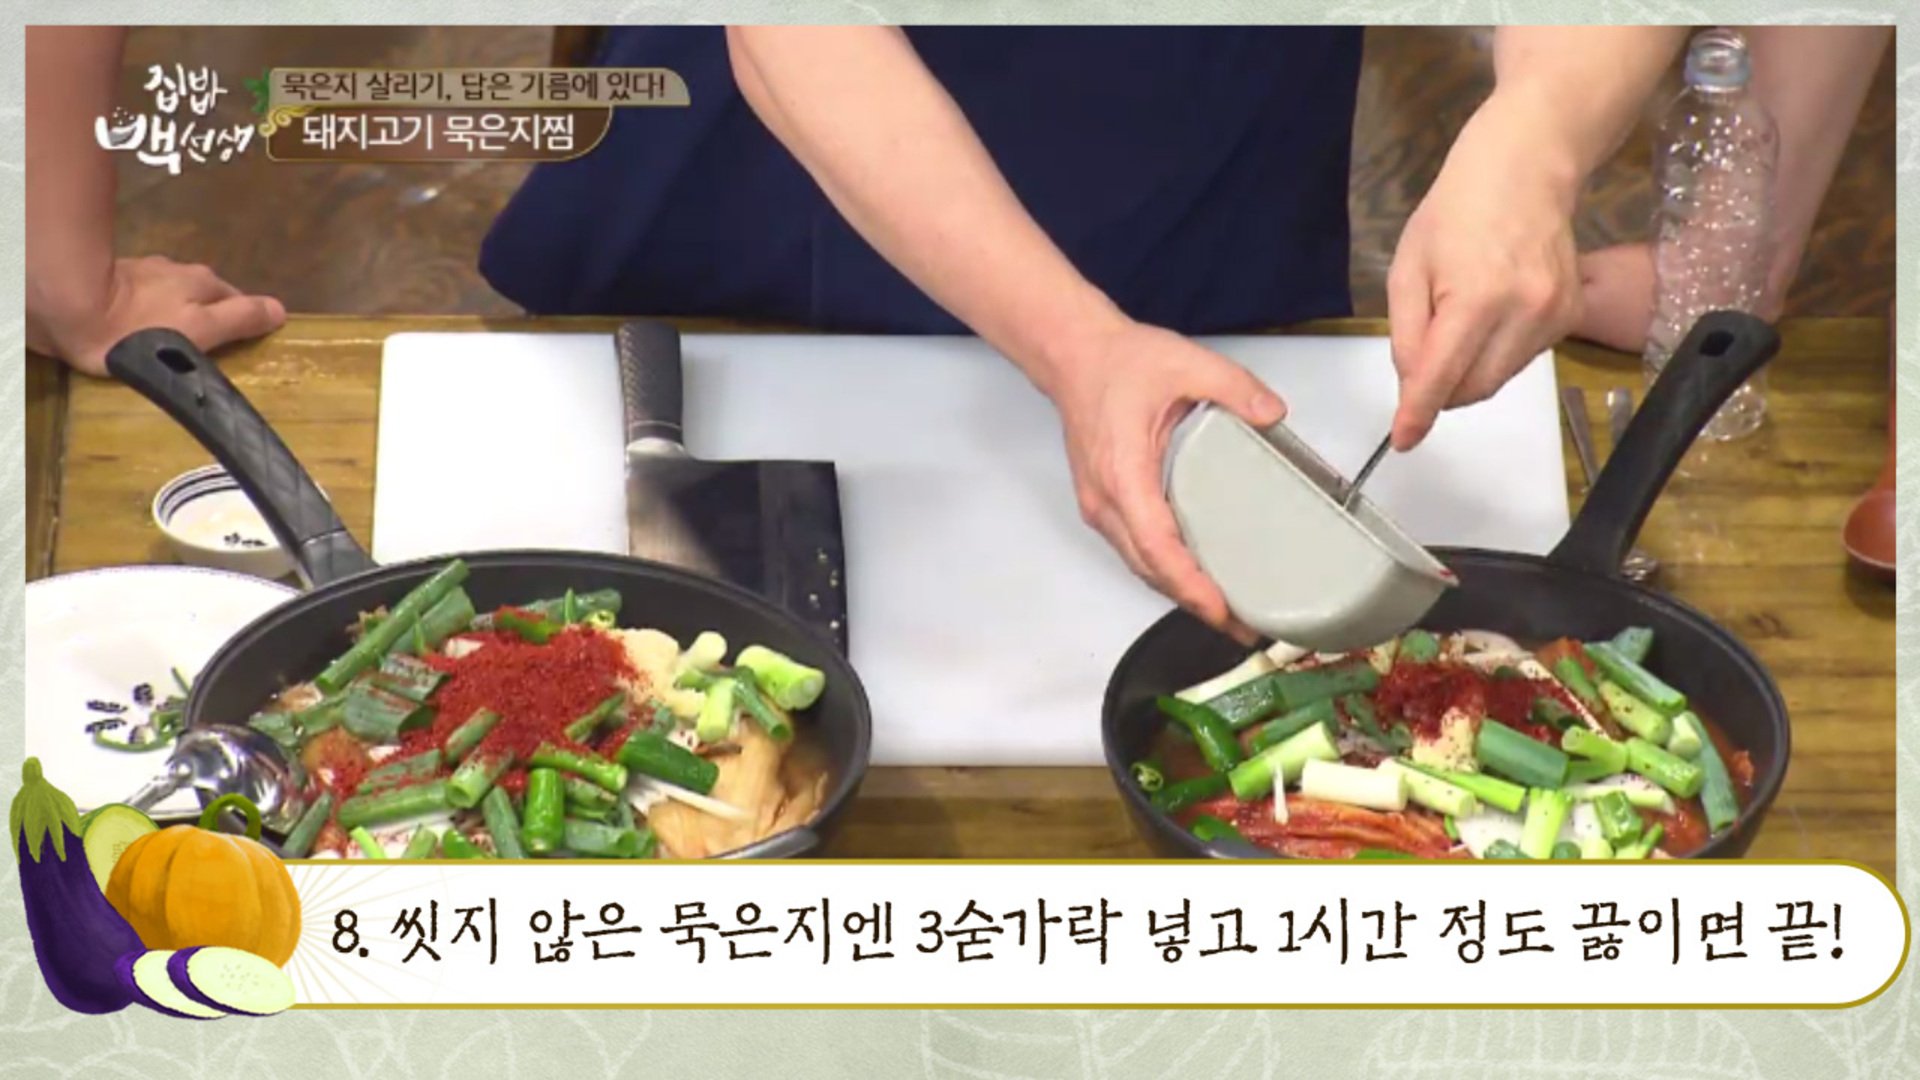 집밥
백선생
묵은지 살리기, 답은 기름에 있다!
돼지고기 묵은지찜
8. 씻지 않은 묵은지엔 3숟가락 넣고 1시간 정도 끓이면 끝!